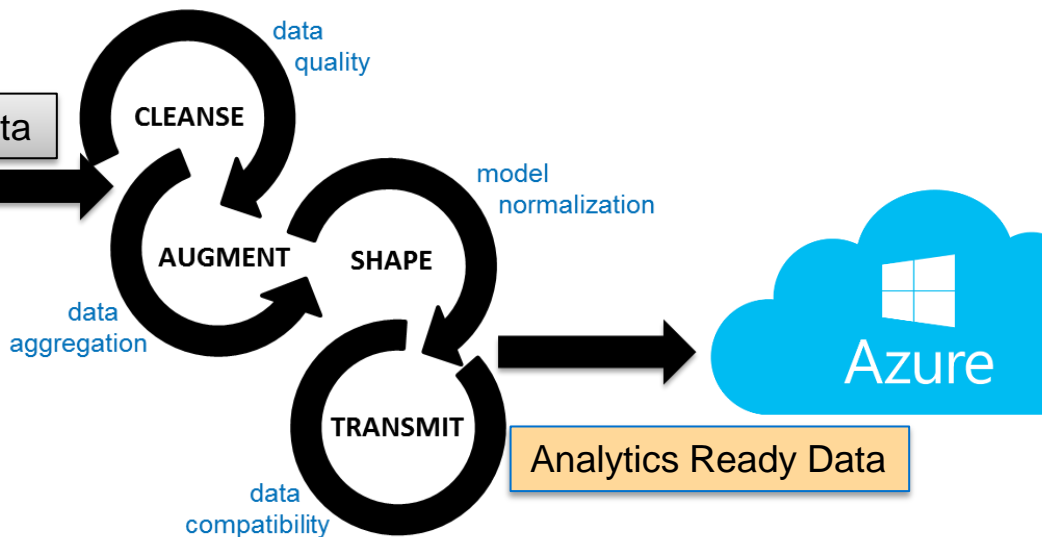 data
quality
CLEANSE
ta
model
normalization
AUGMENT
SHAPE
data
aggregation
Azure
TRANSMIT
Analytics Ready Data
data
compatibility